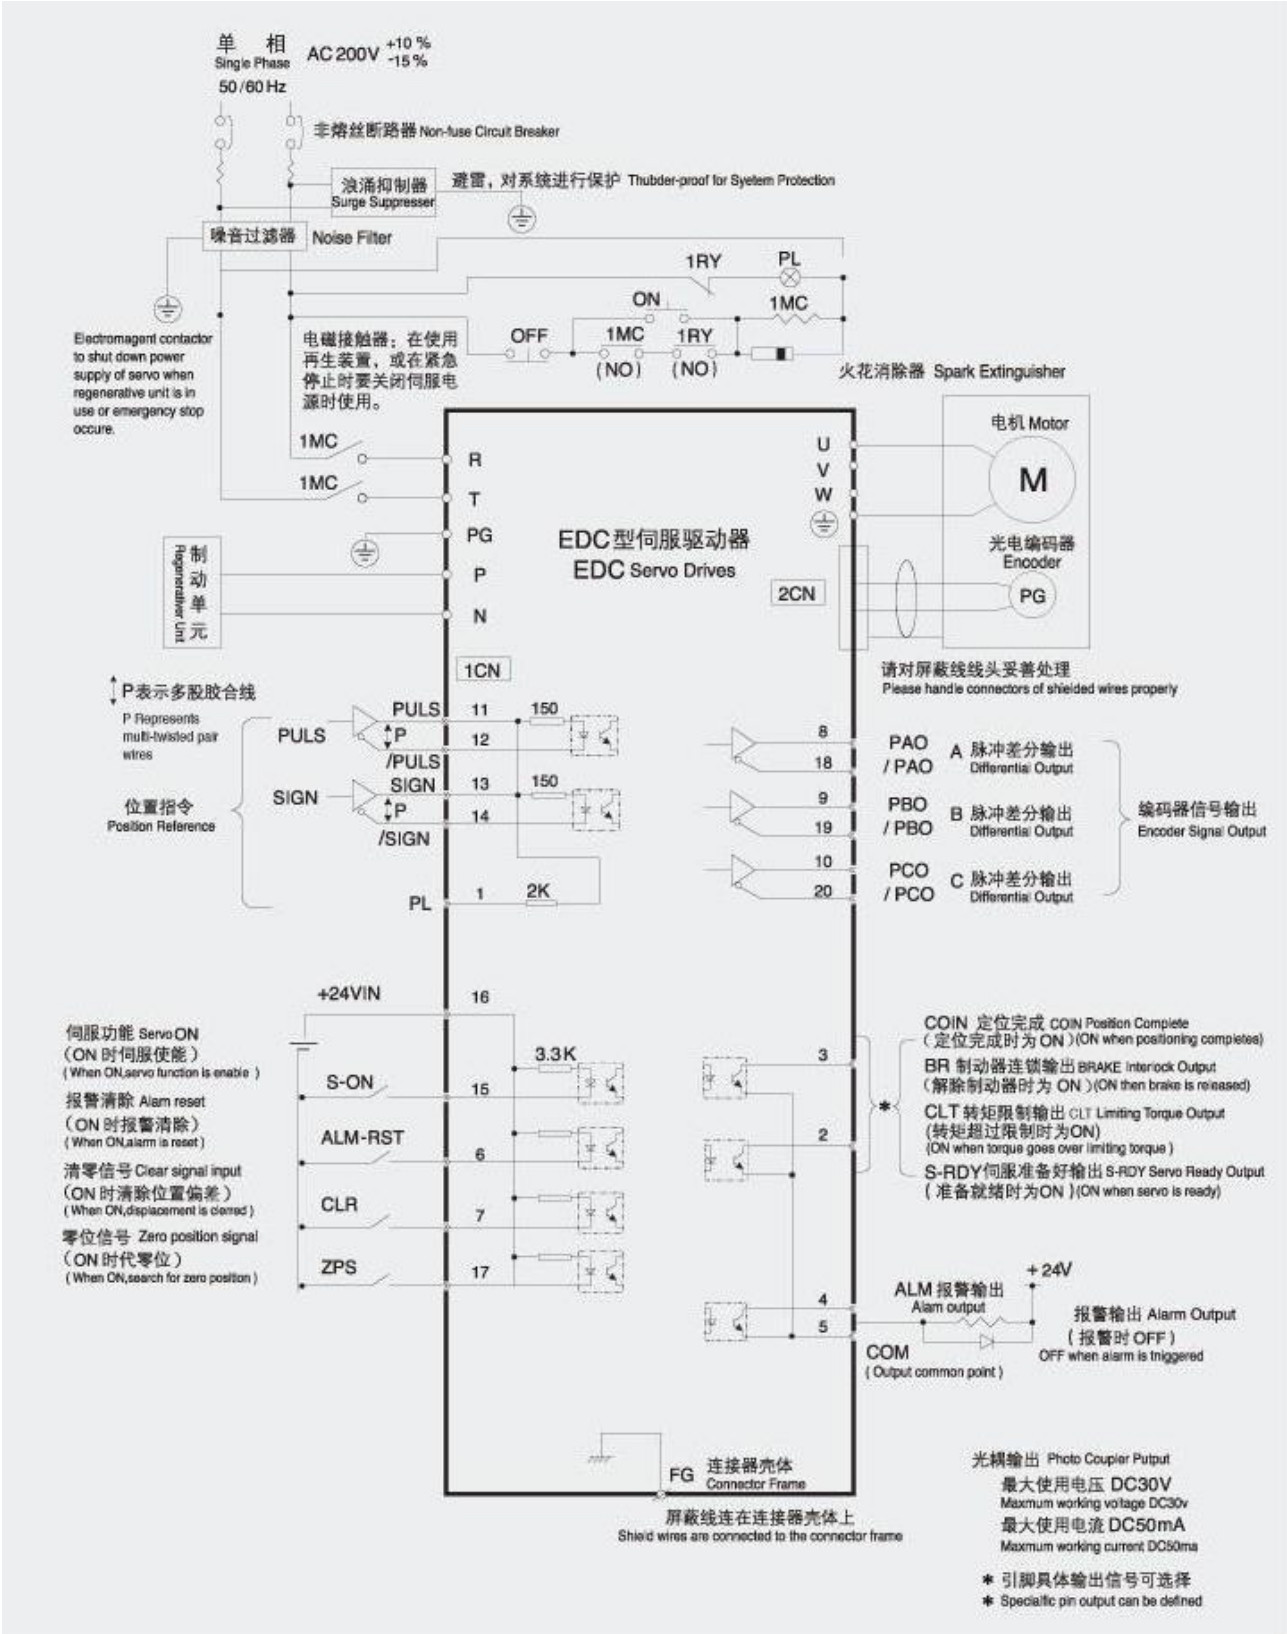 单 相
Single Phase
AC 200V +10 % -15 %
50/60 Hz
非熔丝断路器 Non-fuse Circuit Breaker
浪涌抑制器
Surge Suppresser
避雷，对系统进行保护 Thubder-proof for Syetem Protection
噪音过滤器
Noise Filter
1RY
PL
ON
1MC
OFF
1MC
(NO)
1RY
(NO)
火花消除器 Spark Extinguisher
Electromagent contactor
to shut down power
supply of servo when
regenerative unit is in
use or emergency stop
occure.
电磁接触器：在使用
再生装置，或在紧急
停止时要关闭伺服电
源时使用。
1MC
1MC
R
T
PG
P
N
制动单元
Regenerativer Unit
EDC型伺服驱动器
EDC Servo Drives
U
V
W
2CN
电机 Motor
M
光电编码器
Encoder
PG
请对屏蔽线线头妥善处理
Please handle connectors of shielded wires properly
1CN
P表示多股胶合线
P Represents
multi-twisted pair
wires
位置指令
Position Reference
PULS
PULS
P
/PULS
11
12
150
SIGN
SIGN
P
/SIGN
13
14
150
PL
1
2K
8
18
PAO
/ PAO
A 脉冲差分输出
Differential Output
9
19
PBO
/ PBO
B 脉冲差分输出
Differential Output
10
20
PCO
/ PCO
C 脉冲差分输出
Differential Output
编码器信号输出
Encoder Signal Output
+24VIN
16
伺服功能 Servo ON
（ON 时伺服使能）
( When ON,servo function is enable )
S-ON
15
3.3 K
报警清除 Alam reset
（ON 时报警清除）
( When ON,alarm is reset )
ALM-RST
6
清零信号 Clear signal input
（ON 时清除位置偏差）
( When ON,displacement is clerred )
CLR
7
零位信号 Zero position signal
（ON 时代零位）
( When ON,search for zero position )
ZPS
17
3
2
*
COIN 定位完成 COIN Position Complete
（ 定位完成时为 ON ）(ON when positioning completes)
BR 制动器连锁输出 BRAKE Interlock Output
（解除制动器时为 ON ）(ON then brake is released)
CLT 转矩限制输出 CLT Limiting Torque Output
(转矩超过限制时为ON)
(ON when torque goes over limiting torque )
S-RDY伺服准备好输出 S-RDY Servo Ready Output
( 准备就绪时为ON )(ON when servo is ready)
4
5
ALM 报警输出
Alam output
+ 24V
报警输出 Alarm Output
（ 报警时 OFF ）
OFF when alarm is tniggered
COM
( Output common point )
FG
连接器壳体
Connector Frame
屏蔽线连在连接器壳体上
Shield wires are connected to the connector frame
光耦输出 Photo Coupler Putput
最大使用电压 DC30V
Maxmum working voltage DC30v
最大使用电流 DC50mA
Maxmum working current DC50ma
* 引脚具体输出信号可选择
* Specialfic pin output can be defined